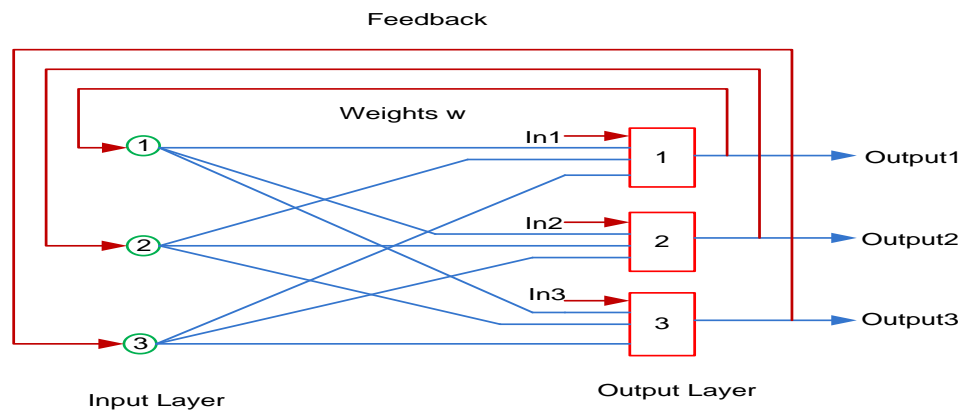 Feedback
Weights w
In1
1
1
Output1
In2
2
2
Output2
In3
3
3
Output3
Input Layer
Output Layer